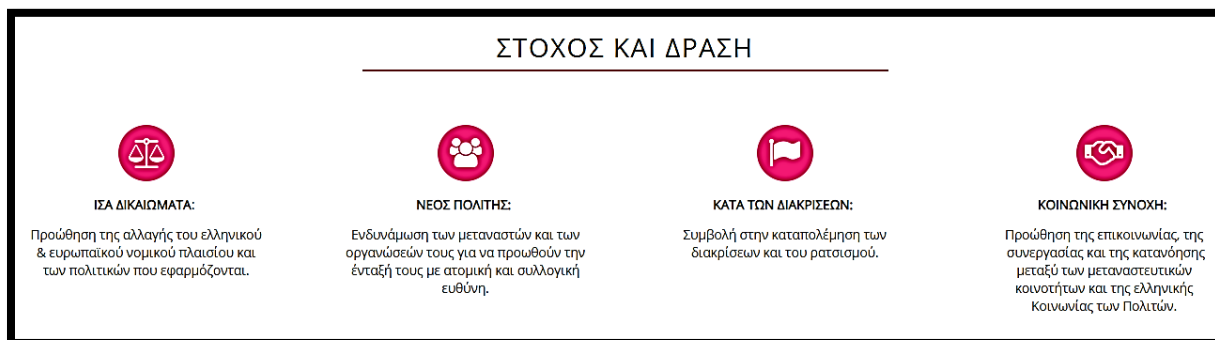 ΣΤΟΧΟΣ ΚΑΙ ΔΡΑΣΗ
ΙΣΑ ΔΙΚΑΙΩΜΑΤΑ:
Προώθηση της αλλαγής του ελληνικού
& ευρωπαϊκού νομικού πλαισίου και
των πολιτικών που εφαρμόζονται.
ΝΕΟΣ ΠΟΛΙΤΗΣ:
Ενδυνάμωση των μεταναστών και των
οργανώσεών τους για να προωθούν την
ένταξή τους με ατομική και συλλογική
ευθύνη.
ΚΑΤΑ ΤΩΝ ΔΙΑΚΡΙΣΕΩΝ:
Συμβολή στην καταπολέμηση των
διακρίσεων και του ρατσισμού.
ΚΟΙΝΩΝΙΚΗ ΣΥΝΟΧΗ:
Προώθηση της επικοινωνίας, της
συνεργασίας και της κατανόησης
μεταξύ των μεταναστευτικών
κοινοτήτων και της ελληνικής
Κοινωνίας των Πολιτών.